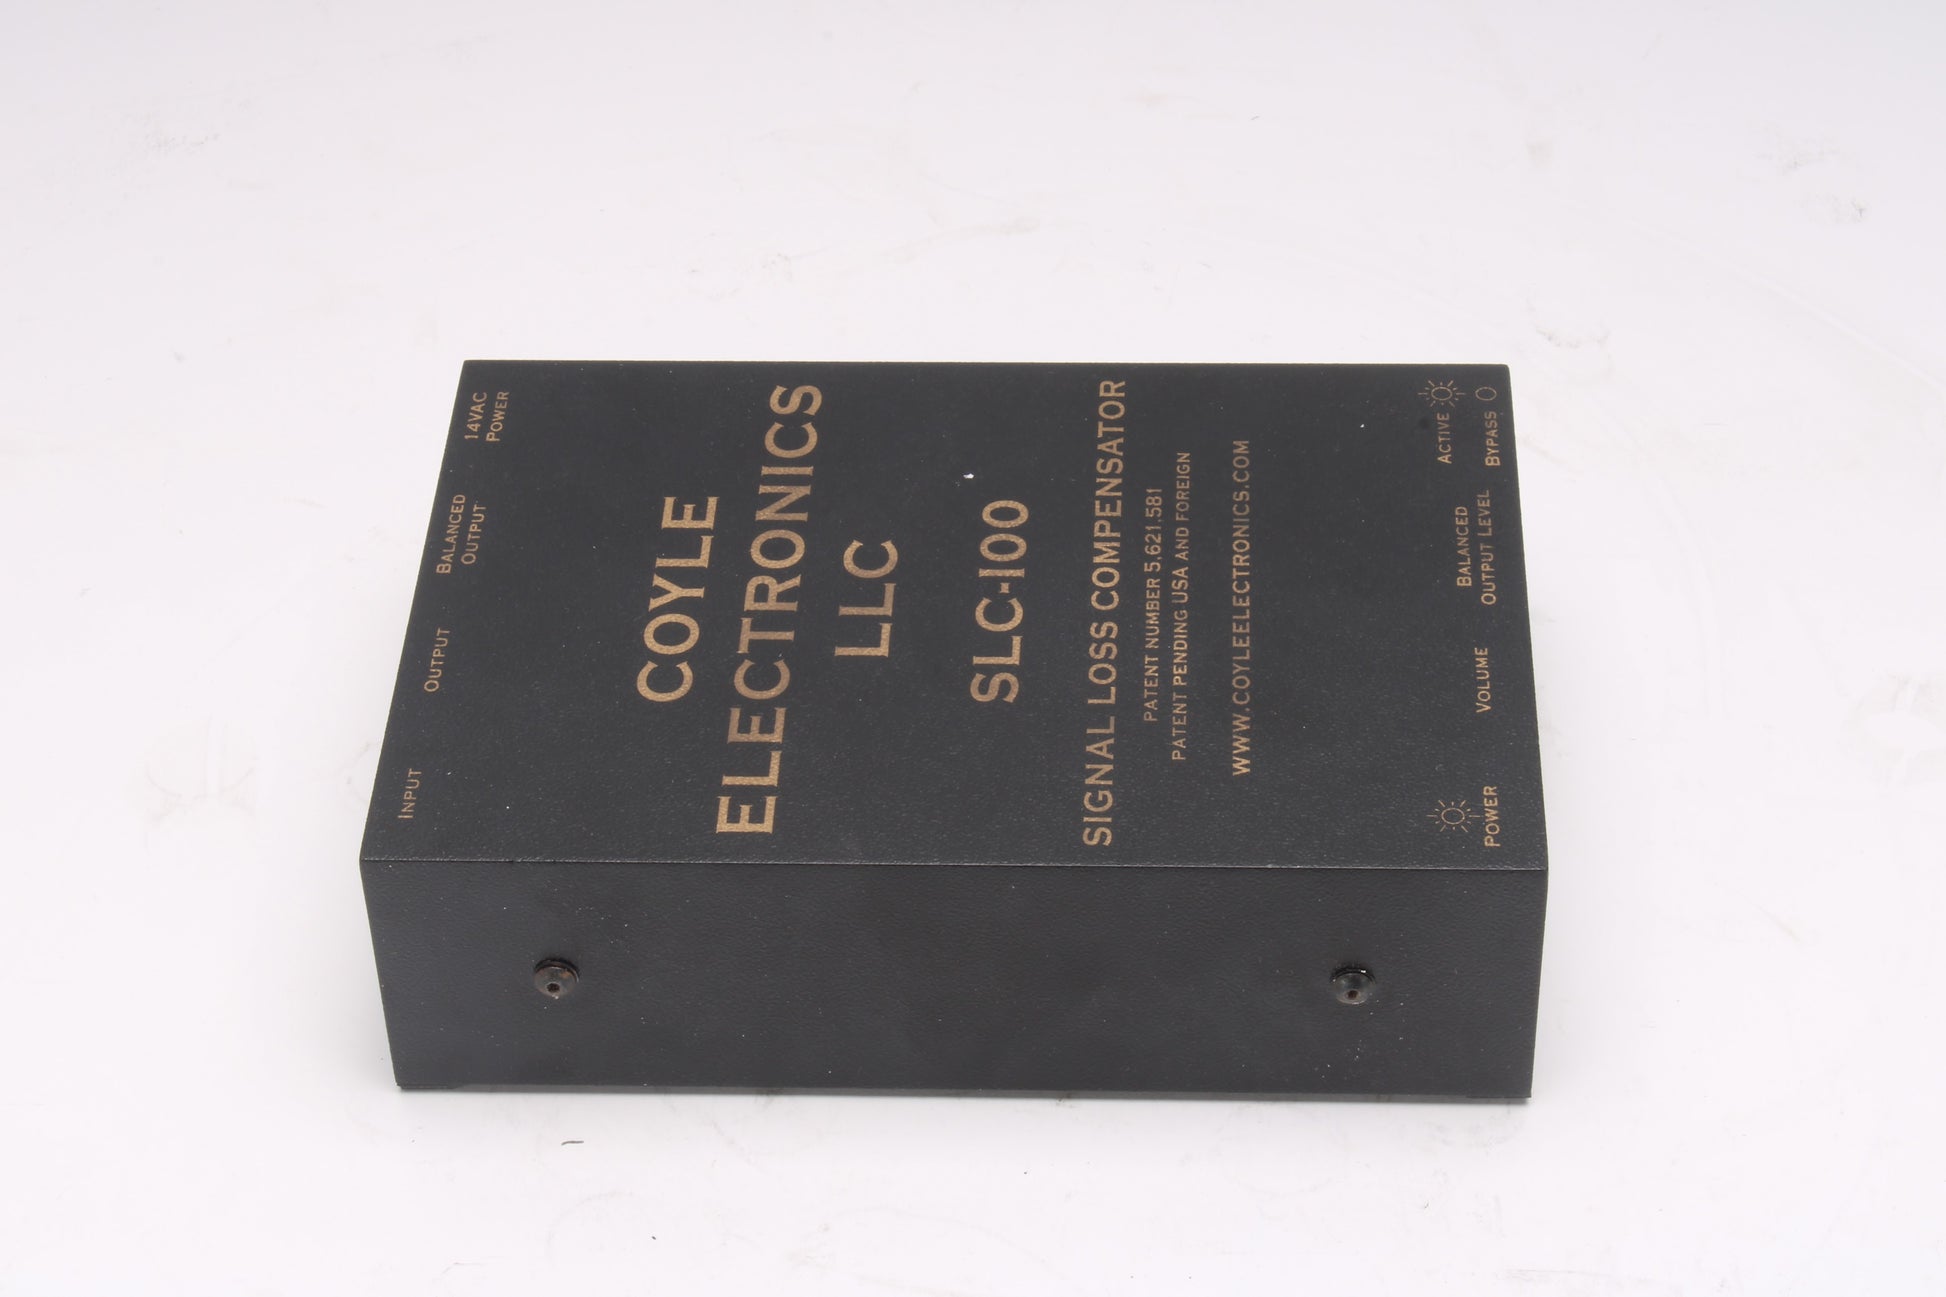 INPUT
OUTPUT
BALANCED
OUTPUT
14VAC
POWER
COYLE
ELECTRONICS
LLC
SLC-100
SIGNAL LOSS COMPENSATOR
PATENT NUMBER 5,621,581
PATENT PENDING USA AND FOREIGN
WWW.COYLEELECTRONICS.COM
POWER
VOLUME
BALANCED
OUTPUT LEVEL
ACTIVE
BYPASS